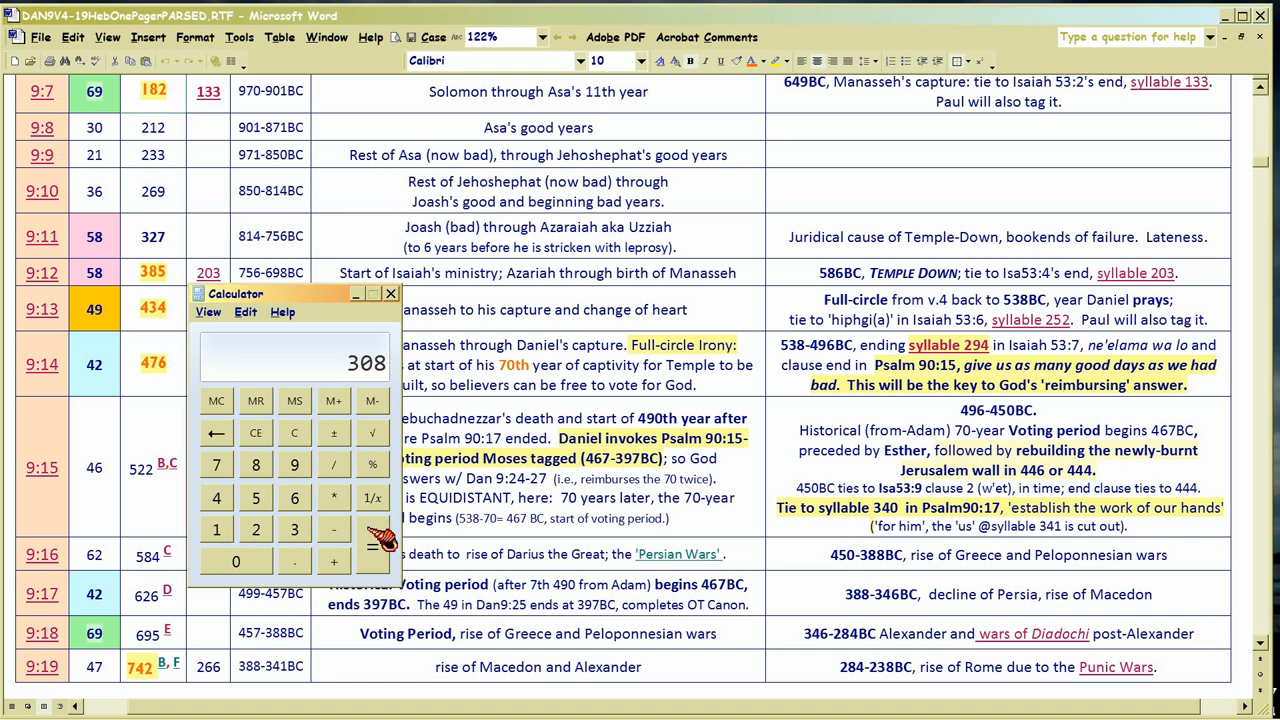 DAN9V4-19HebOnePagerPARSED.RTF - Microsoft Word
File Edit View Insert Format Tools Table Window Help Case 122% Adobe PDF Acrobat Comments Type a question for help
Calibri 10 B I U
9:7 69 182 133 970-901BC Solomon through Asa's 11th year 649BC, Manasseh's capture: tie to Isaiah 53:2's end, syllable 133.
Paul will also tag it.
9:8 30 212 901-871BC Asa's good years
9:9 21 233 971-850BC Rest of Asa (now bad), through Jehoshephat's good years
9:10 36 269 850-814BC Rest of Jehoshephat (now bad) through
Joash's good and beginning bad years.
9:11 58 327 814-756BC Joash (bad) through Azaraiah aka Uzziah
(to 6 years before he is stricken with leprosy).
Juridical cause of Temple-Down, bookends of failure. Lateness.
9:12 58 385 203 756-698BC Start of Isaiah's ministry; Azariah through birth of Manasseh 586BC, TEMPLE DOWN; tie to Isa53:4's end, syllable 203.
9:13 49 434 anasseh to his capture and change of heart Full-circle from v.4 back to 538BC, year Daniel prays;
tie to 'hiphgi(a)' in Isaiah 53:6, syllable 252. Paul will also tag it.
9:14 42 476 anasseh through Daniel's capture. Full-circle Irony:
at start of his 70th year of captivity for Temple to be
uilt, so believers can be free to vote for God.
538-496BC, ending syllable 294 in Isaiah 53:7, ne'elama wa lo and
clause end in Psalm 90:15, give us as many good days as we had
bad. This will be the key to God's 'reimbursing' answer.
9:15 46 522 B,C ebuchadnezzar's death and start of 490th year after
re Psalm 90:17 ended. Daniel invokes Psalm 90:15-
oting period Moses tagged (467-397BC); so God
swers w/ Dan 9:24-27 (i.e., reimburses the 70 twice).
is EQUIDISTANT, here: 70 years later, the 70-year
d begins (538-70= 467 BC, start of voting period.)
496-450BC.
Historical (from-Adam) 70-year Voting period begins 467BC,
preceded by Esther, followed by rebuilding the newly-burnt
Jerusalem wall in 446 or 444.
450BC ties to Isa53:9 clause 2 (w'et), in time; end clause ties to 444.
Tie to syllable 340 in Psalm90:17, 'establish the work of our hands'
('for him', the 'us' @syllable 341 is cut out).
9:16 62 584 C s death to rise of Darius the Great; the 'Persian Wars'. 450-388BC, rise of Greece and Peloponnesian wars
9:17 42 626 D 499-457BC Historical Voting period (after 7th 490 from Adam) begins 467BC,
ends 397BC. The 49 in Dan9:25 ends at 397BC, completes OT Canon.
388-346BC, decline of Persia, rise of Macedon
9:18 69 695 E 457-388BC Voting Period, rise of Greece and Peloponnesian wars 346-284BC Alexander and wars of Diadochi post-Alexander
9:19 47 742 B, F 266 388-341BC rise of Macedon and Alexander 284-238BC, rise of Rome due to the Punic Wars.
Calculator
View Edit Help
308
MC MR MS M+ M-
← CE C ± √
7 8 9 / %
4 5 6 * 1/x
1 2 3 - =
0 . +